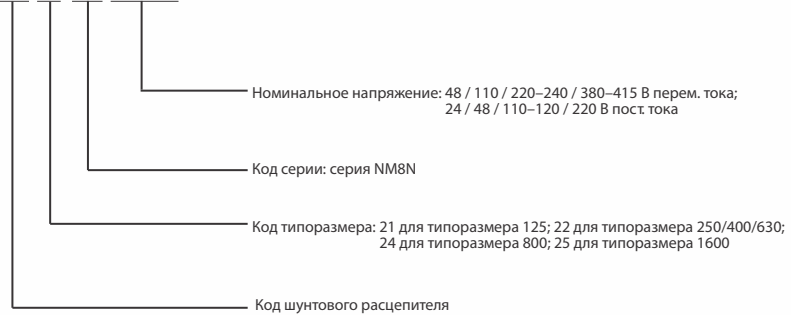 Номинальное напряжение: 48 / 110 / 220–240 / 380–415 В перем. тока;
24 / 48 / 110–120 / 220 В пост. тока
Код серии: серия NM8N
Код типоразмера: 21 для типоразмера 125; 22 для типоразмера 250/400/630;
24 для типоразмера 800; 25 для типоразмера 1600
Код шунтового расцепителя